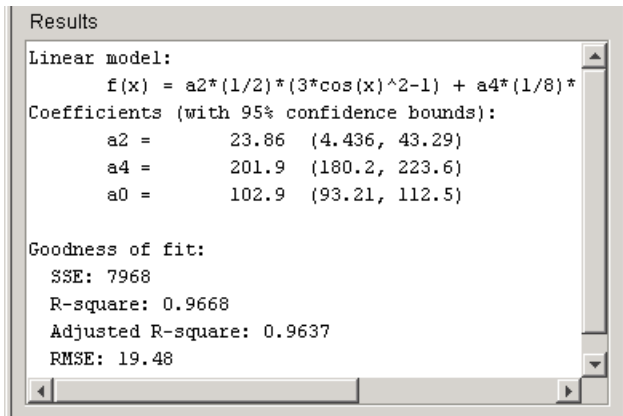 Results
Linear model:
f(x) = a2*(1/2)*(3*cos(x)^2-1) + a4*(1/8)*
Coefficients (with 95% confidence bounds):
a2 = 23.86 (4.436, 43.29)
a4 = 201.9 (180.2, 223.6)
a0 = 102.9 (93.21, 112.5)
Goodness of fit:
SSE: 7968
R-square: 0.9668
Adjusted R-square: 0.9637
RMSE: 19.48